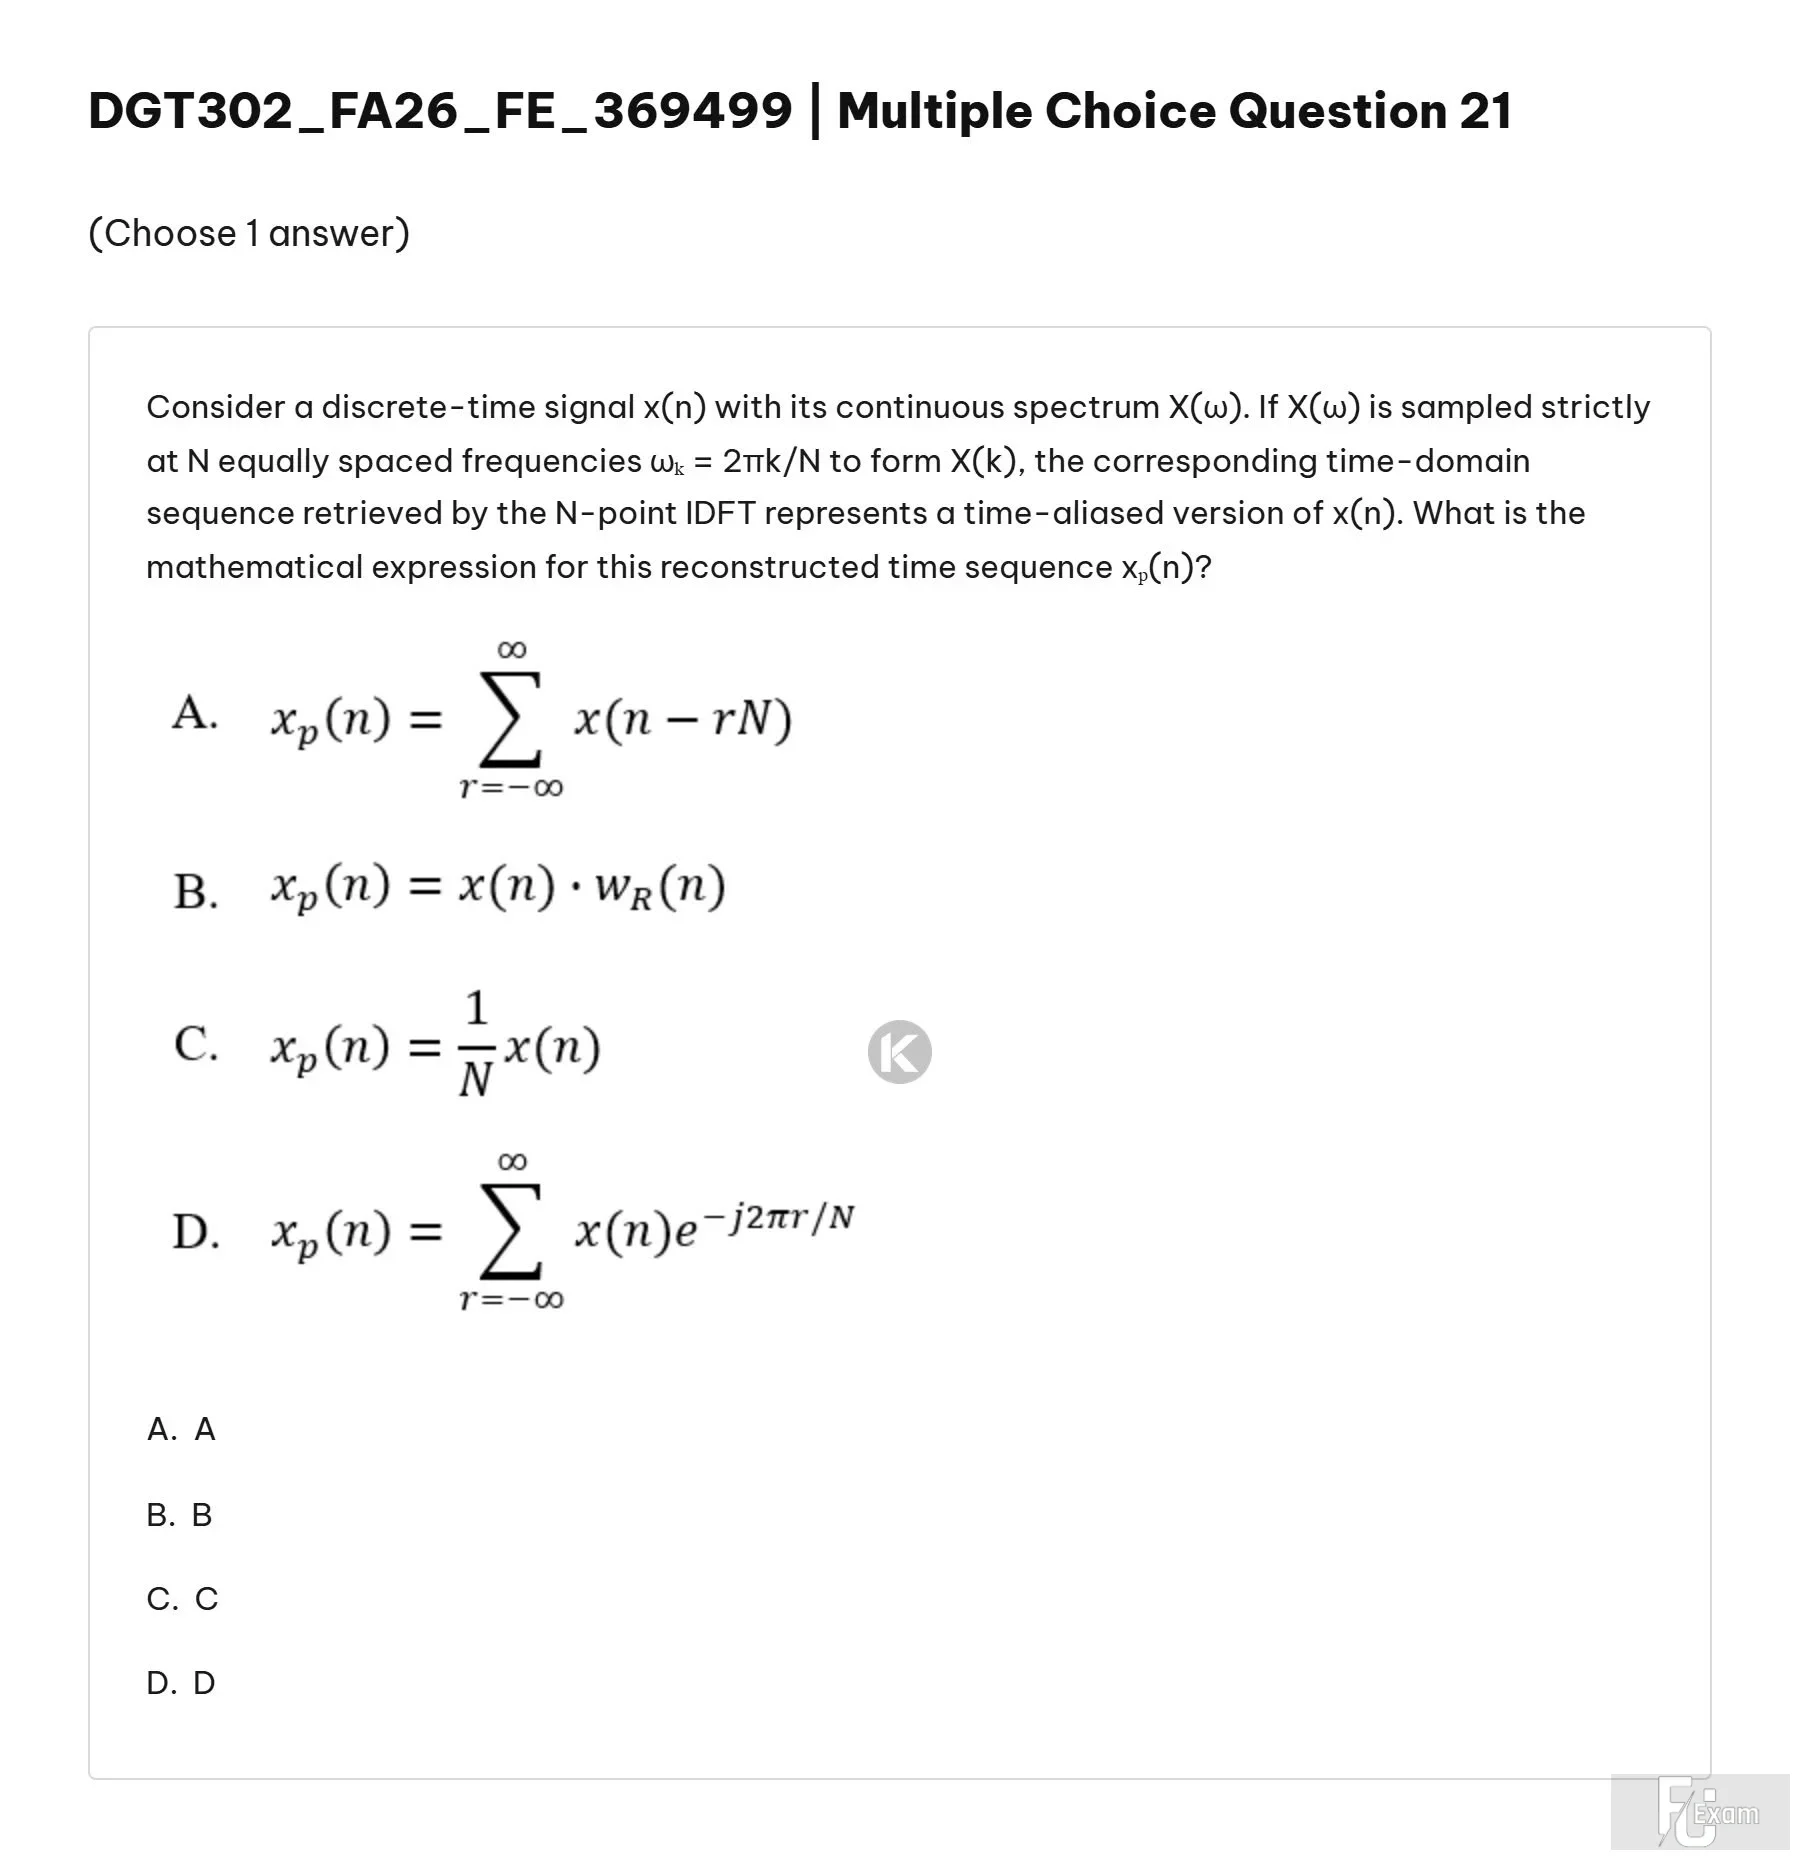 DGT302_FA26_FE_369499 | Multiple Choice Question 21
(Choose 1 answer)
Consider a discrete-time signal x(n) with its continuous spectrum X(ω). If X(ω) is sampled strictly
at N equally spaced frequencies ωₖ = 2πk/N to form X(k), the corresponding time-domain
sequence retrieved by the N-point IDFT represents a time-aliased version of x(n). What is the
mathematical expression for this reconstructed time sequence xₚ(n)?
A. xₚ(n) = ∑_{r=−∞}^{∞} x(n − rN)
B. xₚ(n) = x(n) · w_R(n)
C. xₚ(n) = 1/N x(n)
D. xₚ(n) = ∑_{r=−∞}^{∞} x(n)e^{−j2πr/N}
K
A. A
B. B
C. C
D. D
FU Exam